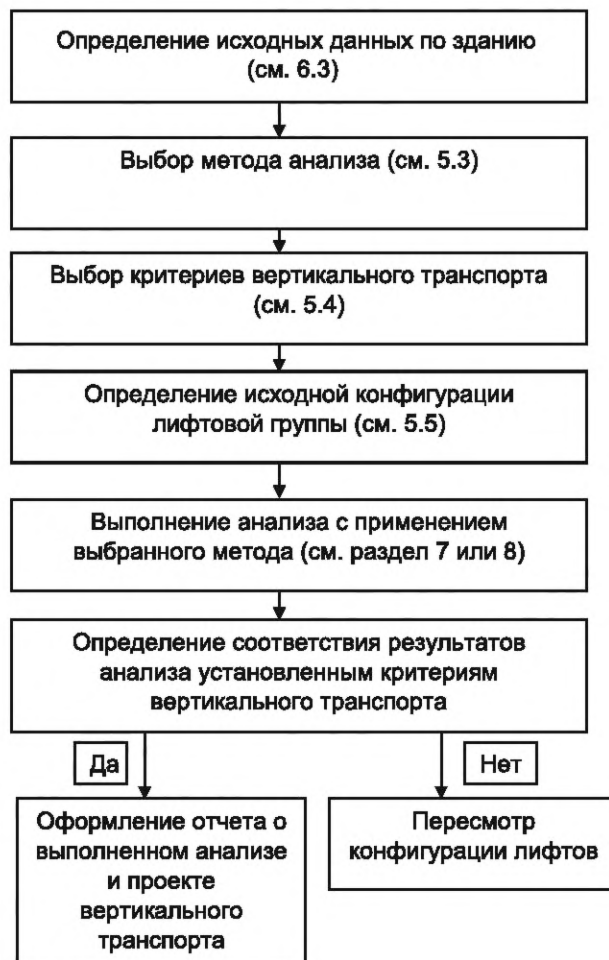 Определение исходных данных по зданию
(см. 6.3)
Выбор метода анализа (см. 5.3)
Выбор критериев вертикального транспорта
(см. 5.4)
Определение исходной конфигурации
лифтовой группы (см. 5.5)
Выполнение анализа с применением
выбранного метода (см. раздел 7 или 8)
Определение соответствия результатов
анализа установленным критериям
вертикального транспорта
Да
Нет
Оформление отчета о
выполненном анализе
и проекте
вертикального
транспорта
Пересмотр
конфигурации лифтов